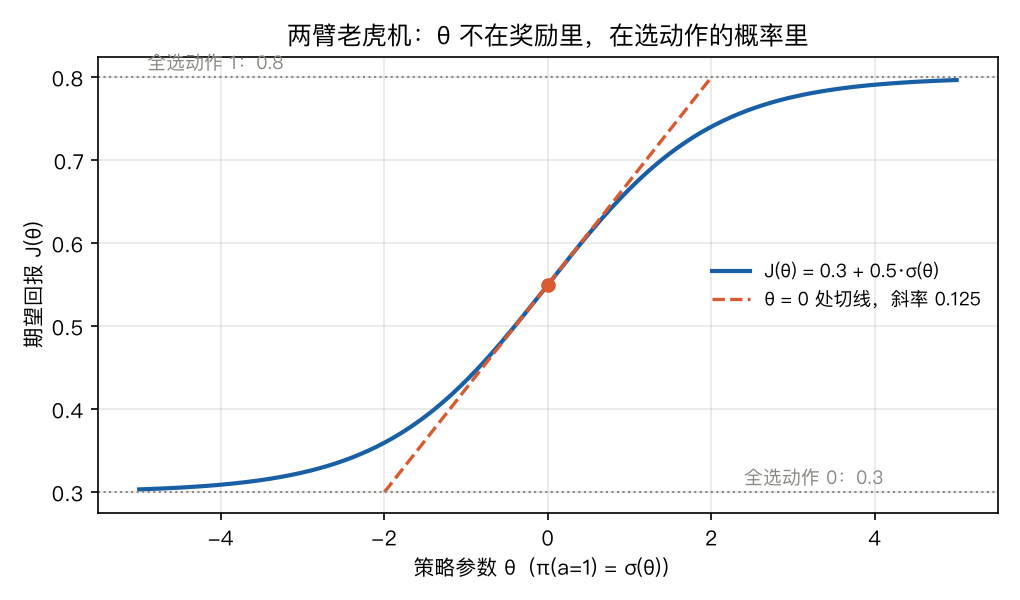 两臂老虎机：θ 不在奖励里，在选动作的概率里
全选动作 1：0.8
0.8
0.7
0.6
0.5
0.4
0.3
期望回报 J(θ)
J(θ) = 0.3 + 0.5·σ(θ)
θ = 0 处切线，斜率 0.125
全选动作 0：0.3
−4
−2
0
2
4
策略参数 θ（π(a=1) = σ(θ)）